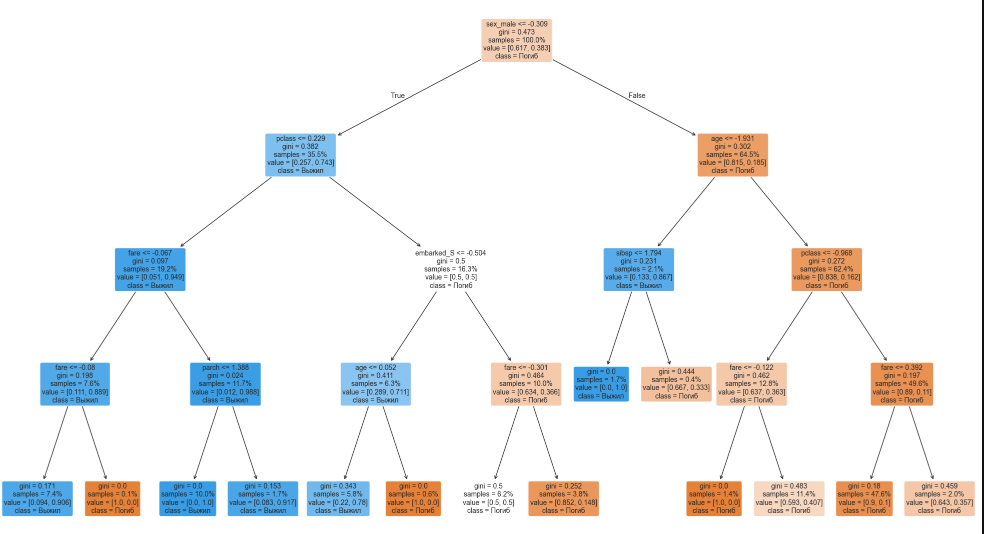 sex_male <= -0.309
gini = 0.473
samples = 100.0%
value = [0.617, 0.383]
class = Погиб
True
False
pclass <= 0.229
gini = 0.382
samples = 35.5%
value = [0.257, 0.743]
class = Выжил
age <= -1.931
gini = 0.302
samples = 64.5%
value = [0.815, 0.185]
class = Погиб
fare <= -0.067
gini = 0.097
samples = 19.2%
value = [0.051, 0.949]
class = Выжил
embarked_S <= -0.504
gini = 0.5
samples = 16.3%
value = [0.5, 0.5]
class = Погиб
sibsp <= 1.794
gini = 0.231
samples = 2.1%
value = [0.133, 0.867]
class = Выжил
pclass <= -0.968
gini = 0.272
samples = 62.4%
value = [0.838, 0.162]
class = Погиб
fare <= -0.08
gini = 0.198
samples = 7.6%
value = [0.111, 0.889]
class = Выжил
parch <= 1.388
gini = 0.024
samples = 11.7%
value = [0.012, 0.988]
class = Выжил
age <= 0.052
gini = 0.411
samples = 6.3%
value = [0.289, 0.711]
class = Выжил
fare <= -0.301
gini = 0.464
samples = 10.0%
value = [0.634, 0.366]
class = Погиб
gini = 0.0
samples = 1.7%
value = [0.0, 1.0]
class = Выжил
gini = 0.444
samples = 0.4%
value = [0.667, 0.333]
class = Погиб
fare <= -0.122
gini = 0.462
samples = 12.8%
value = [0.637, 0.363]
class = Погиб
fare <= 0.392
gini = 0.197
samples = 49.6%
value = [0.89, 0.11]
class = Погиб
gini = 0.171
samples = 7.4%
value = [0.094, 0.906]
class = Выжил
gini = 0.0
samples = 0.1%
value = [1.0, 0.0]
class = Погиб
gini = 0.0
samples = 10.0%
value = [0.0, 1.0]
class = Выжил
gini = 0.153
samples = 1.7%
value = [0.083, 0.917]
class = Выжил
gini = 0.343
samples = 5.8%
value = [0.22, 0.78]
class = Выжил
gini = 0.0
samples = 0.6%
value = [1.0, 0.0]
class = Погиб
gini = 0.5
samples = 6.2%
value = [0.5, 0.5]
class = Погиб
gini = 0.252
samples = 3.8%
value = [0.852, 0.148]
class = Погиб
gini = 0.0
samples = 1.4%
value = [1.0, 0.0]
class = Погиб
gini = 0.483
samples = 11.4%
value = [0.593, 0.407]
class = Погиб
gini = 0.18
samples = 47.6%
value = [0.9, 0.1]
class = Погиб
gini = 0.459
samples = 2.0%
value = [0.643, 0.357]
class = Погиб